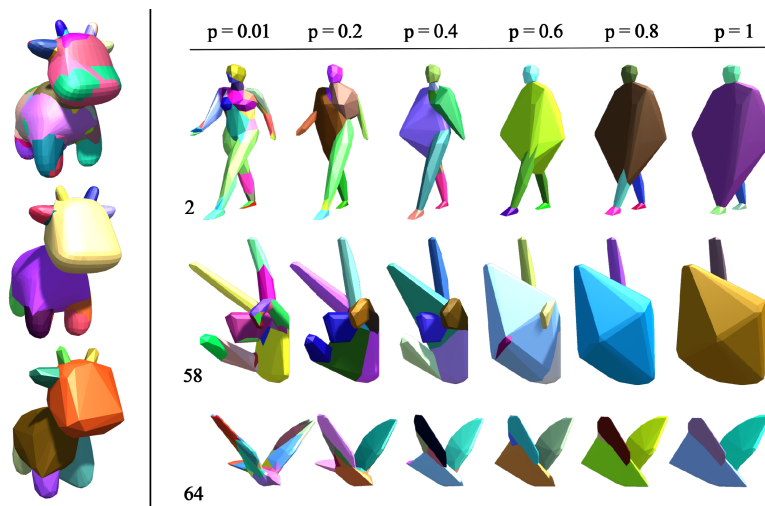 p = 0.01 p = 0.2 p = 0.4 p = 0.6 p = 0.8 p = 1
2
58
64